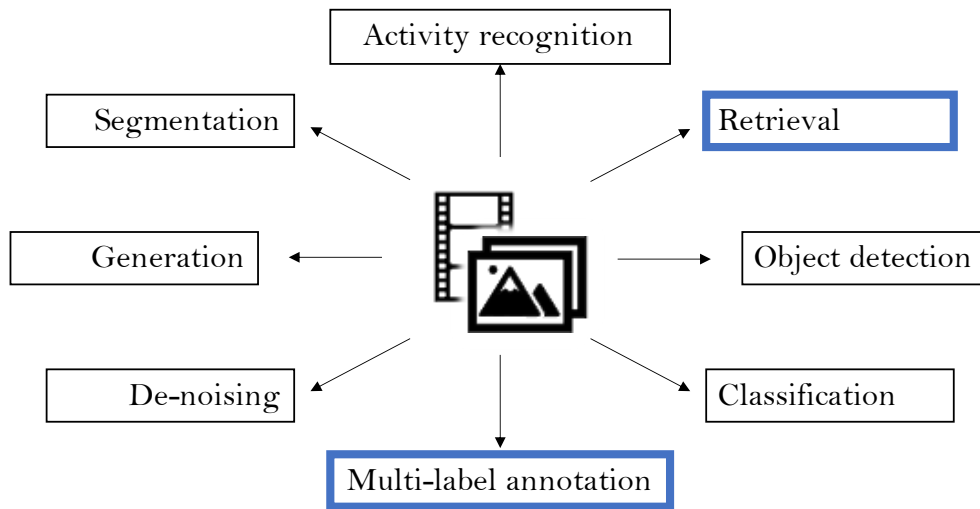 Activity recognition
Segmentation
Retrieval
Generation
Object detection
De-noising
Classification
Multi-label annotation